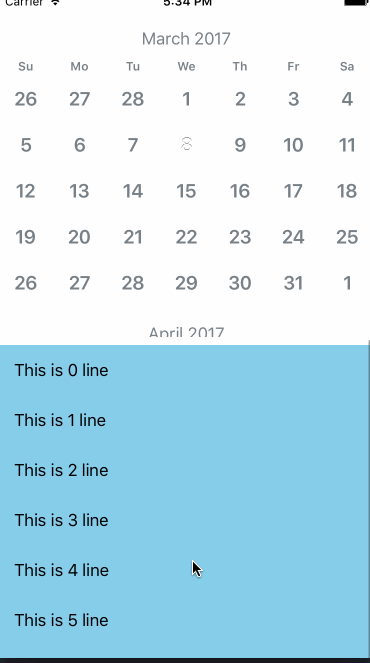 Carrier 5:34 PM
March 2017
Su Mo Tu We Th Fr Sa
26 27 28 1 2 3 4
5 6 7 8 9 10 11
12 13 14 15 16 17 18
19 20 21 22 23 24 25
26 27 28 29 30 31 1
April 2017
This is 0 line
This is 1 line
This is 2 line
This is 3 line
This is 4 line
This is 5 line